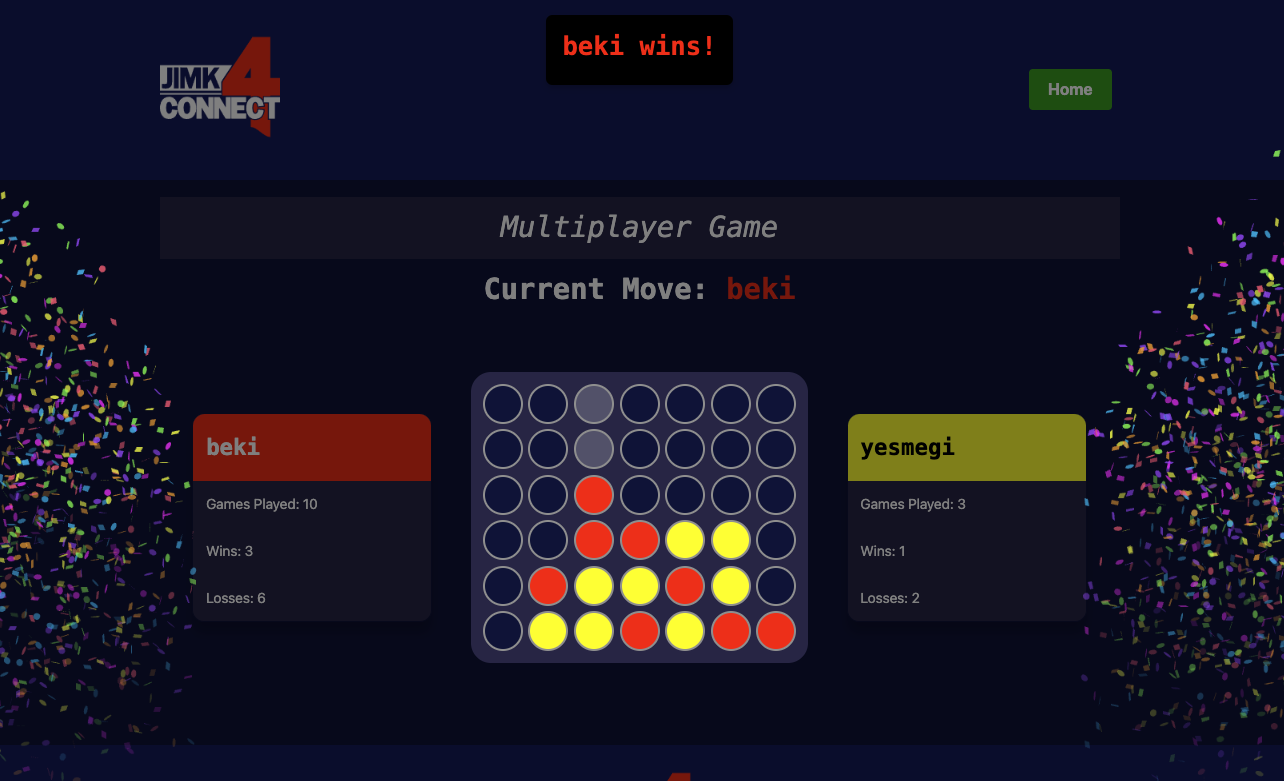 beki wins!
JIMK 4
CONNECT
Home
Multiplayer Game
Current Move: beki
beki
Games Played: 10
Wins: 3
Losses: 6
yesmegi
Games Played: 3
Wins: 1
Losses: 2